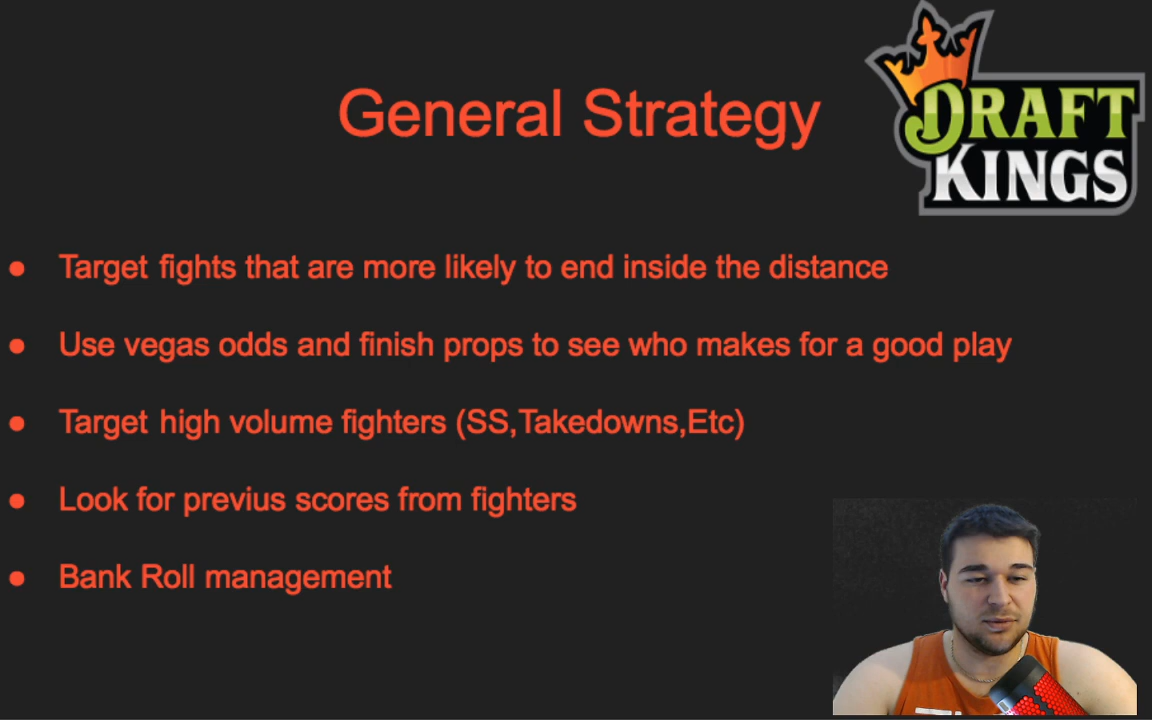 General Strategy
DRAFT
KINGS
● Target fights that are more likely to end inside the distance
● Use vegas odds and finish props to see who makes for a good play
● Target high volume fighters (SS,Takedowns,Etc)
● Look for previus scores from fighters
● Bank Roll management